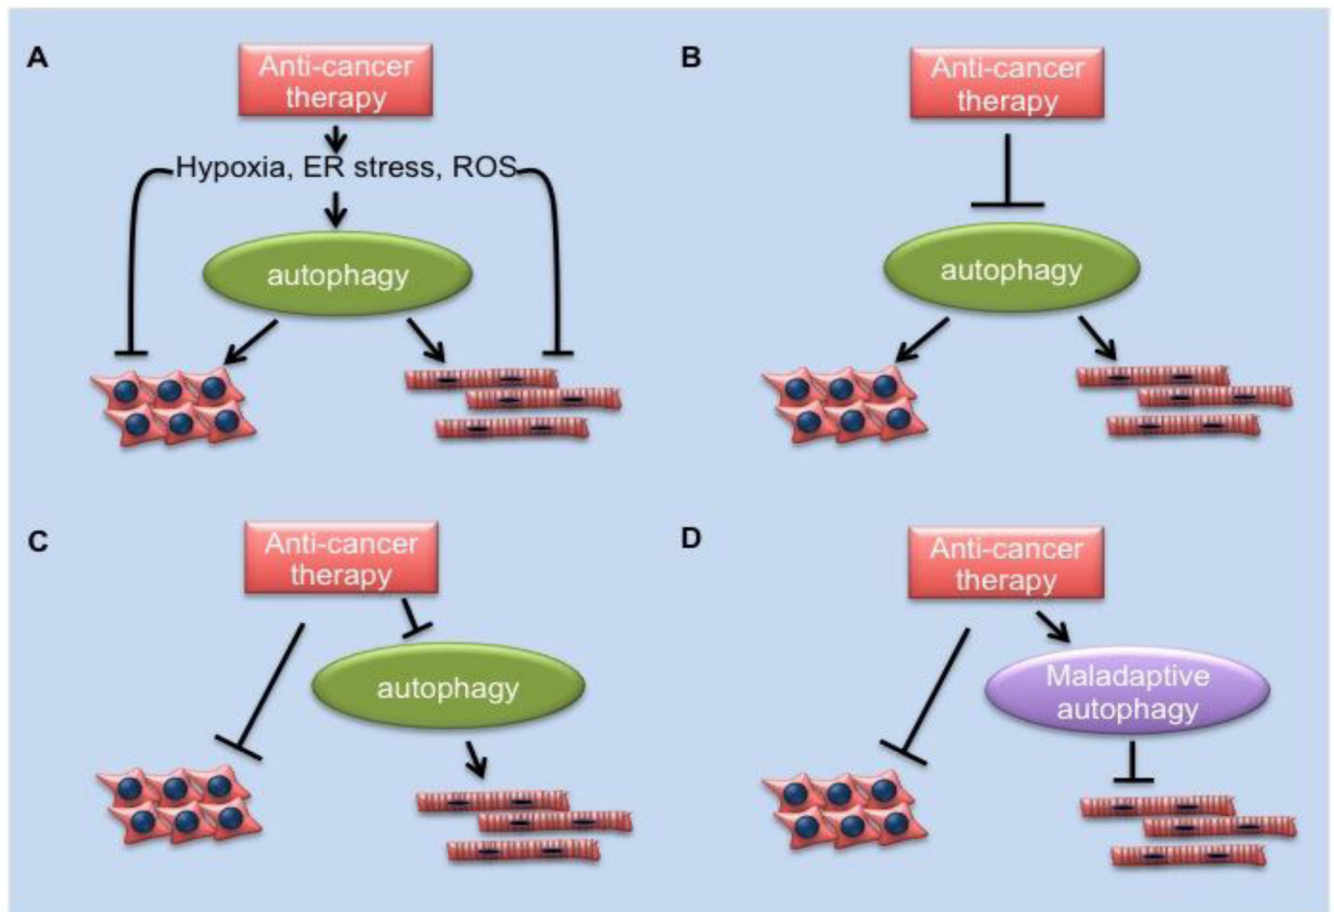 A
Anti-cancer
therapy
Hypoxia, ER stress, ROS
autophagy
B
Anti-cancer
therapy
autophagy
C
Anti-cancer
therapy
autophagy
D
Anti-cancer
therapy
Maladaptive
autophagy